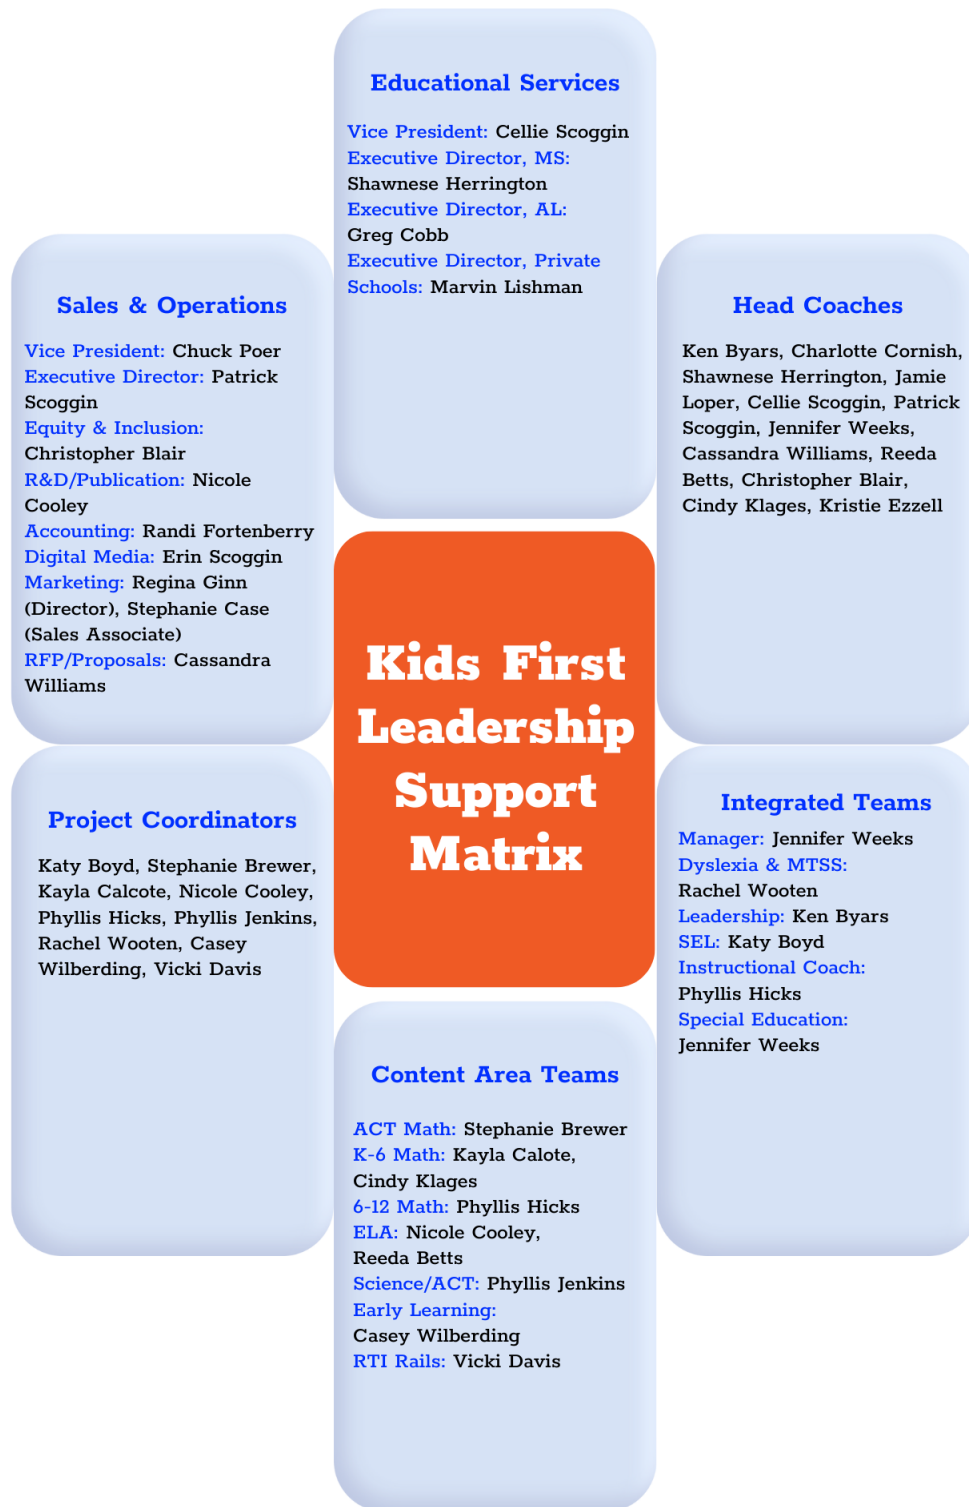 Educational Services
Vice President: Cellie Scoggin
Executive Director, MS:
Shawnese Herrington
Executive Director, AL:
Greg Cobb
Executive Director, Private
Schools: Marvin Lishman
Sales & Operations
Vice President: Chuck Poer
Executive Director: Patrick
Scoggin
Equity & Inclusion:
Christopher Blair
R&D/Publication: Nicole
Cooley
Accounting: Randi Fortenberry
Digital Media: Erin Scoggin
Marketing: Regina Ginn
(Director), Stephanie Case
(Sales Associate)
RFP/Proposals: Cassandra
Williams
Head Coaches
Ken Byars, Charlotte Cornish,
Shawnese Herrington, Jamie
Loper, Cellie Scoggin, Patrick
Scoggin, Jennifer Weeks,
Cassandra Williams, Reeda
Betts, Christopher Blair,
Cindy Klages, Kristie Ezzell
Kids First
Leadership
Support
Matrix
Project Coordinators
Katy Boyd, Stephanie Brewer,
Kayla Calcote, Nicole Cooley,
Phyllis Hicks, Phyllis Jenkins,
Rachel Wooten, Casey
Wilberding, Vicki Davis
Integrated Teams
Manager: Jennifer Weeks
Dyslexia & MTSS:
Rachel Wooten
Leadership: Ken Byars
SEL: Katy Boyd
Instructional Coach:
Phyllis Hicks
Special Education:
Jennifer Weeks
Content Area Teams
ACT Math: Stephanie Brewer
K-6 Math: Kayla Calote,
Cindy Klages
6-12 Math: Phyllis Hicks
ELA: Nicole Cooley,
Reeda Betts
Science/ACT: Phyllis Jenkins
Early Learning:
Casey Wilberding
RTI Rails: Vicki Davis